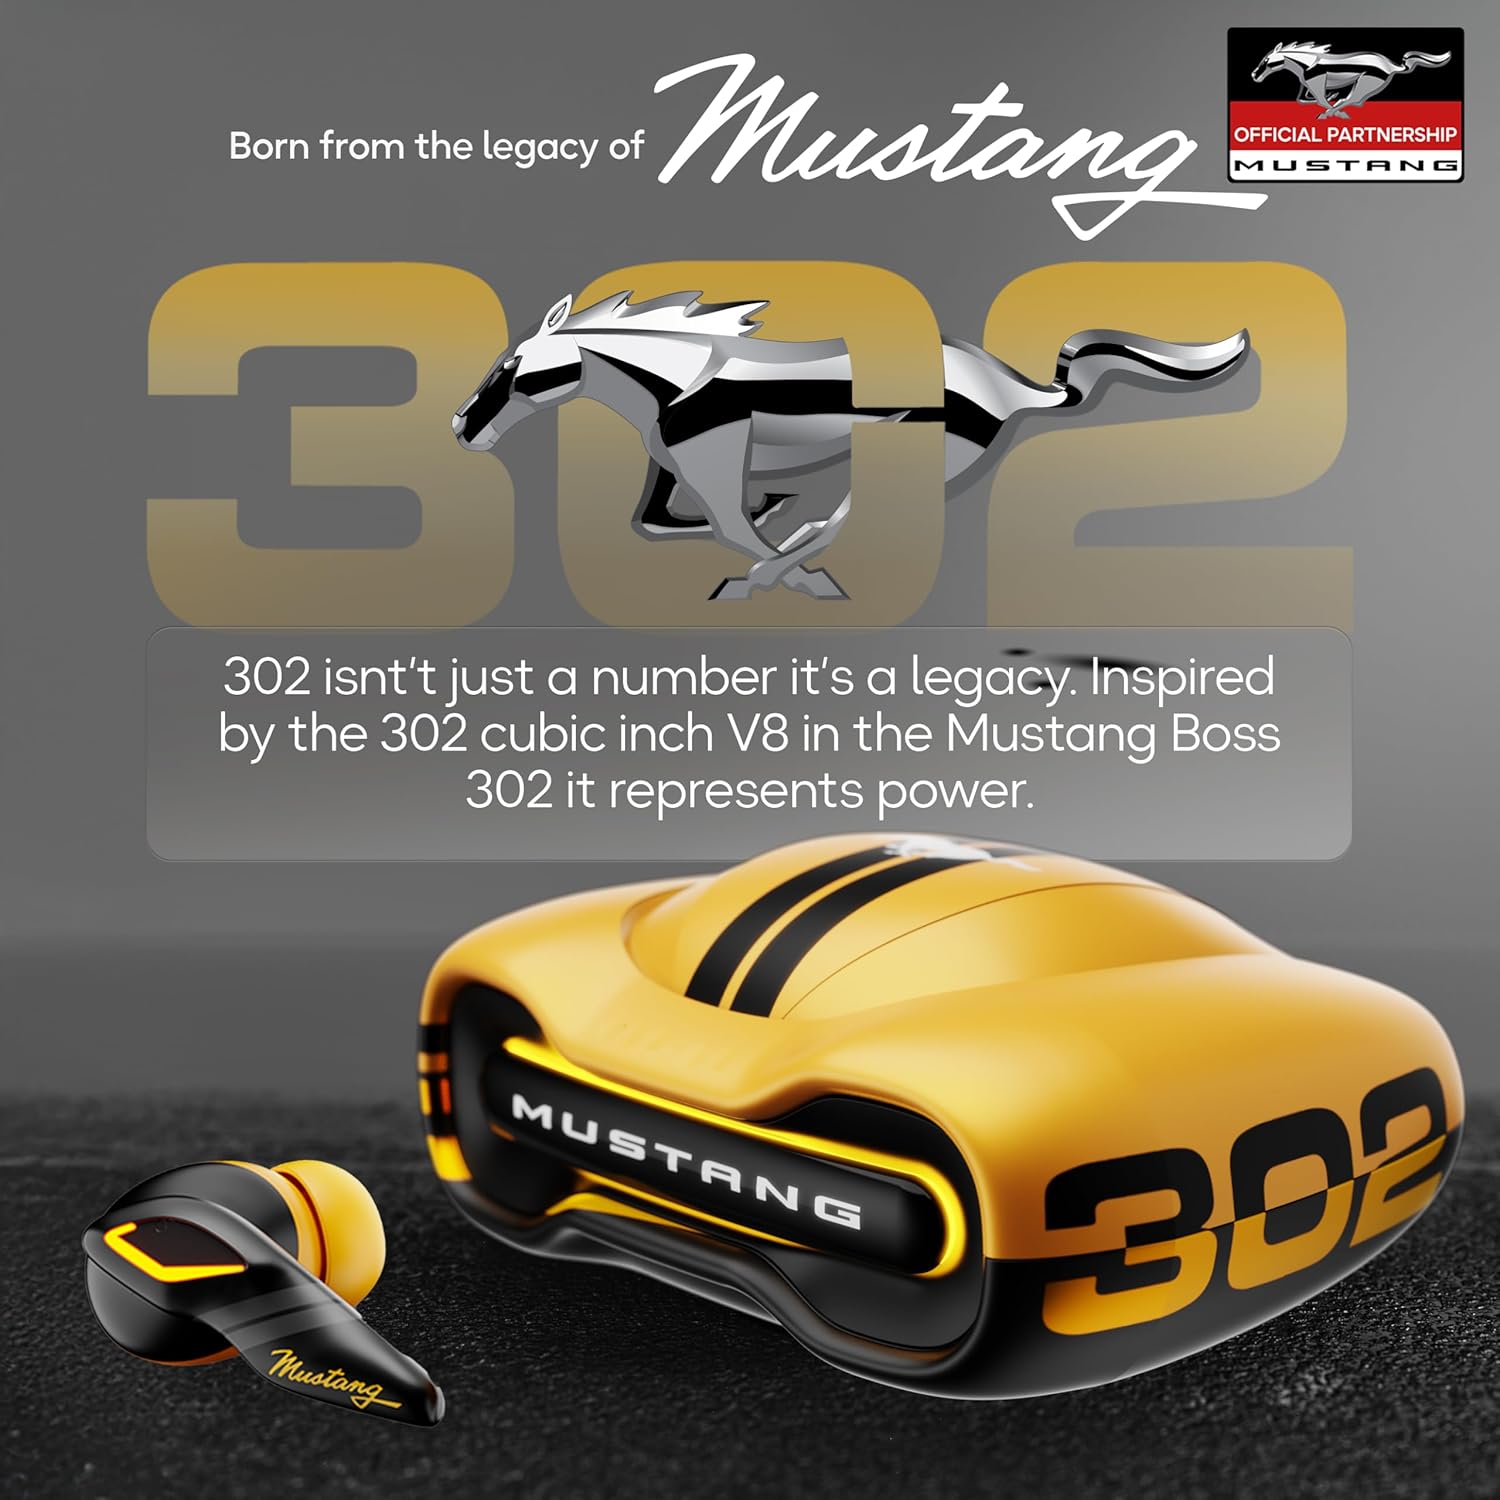 Born from the legacy of Mustang
OFFICIAL PARTNERSHIP
MUSTANG
302
302 isnt't just a number it's a legacy. Inspired
by the 302 cubic inch V8 in the Mustang Boss
302 it represents power.
MUSTANG
302
Mustang